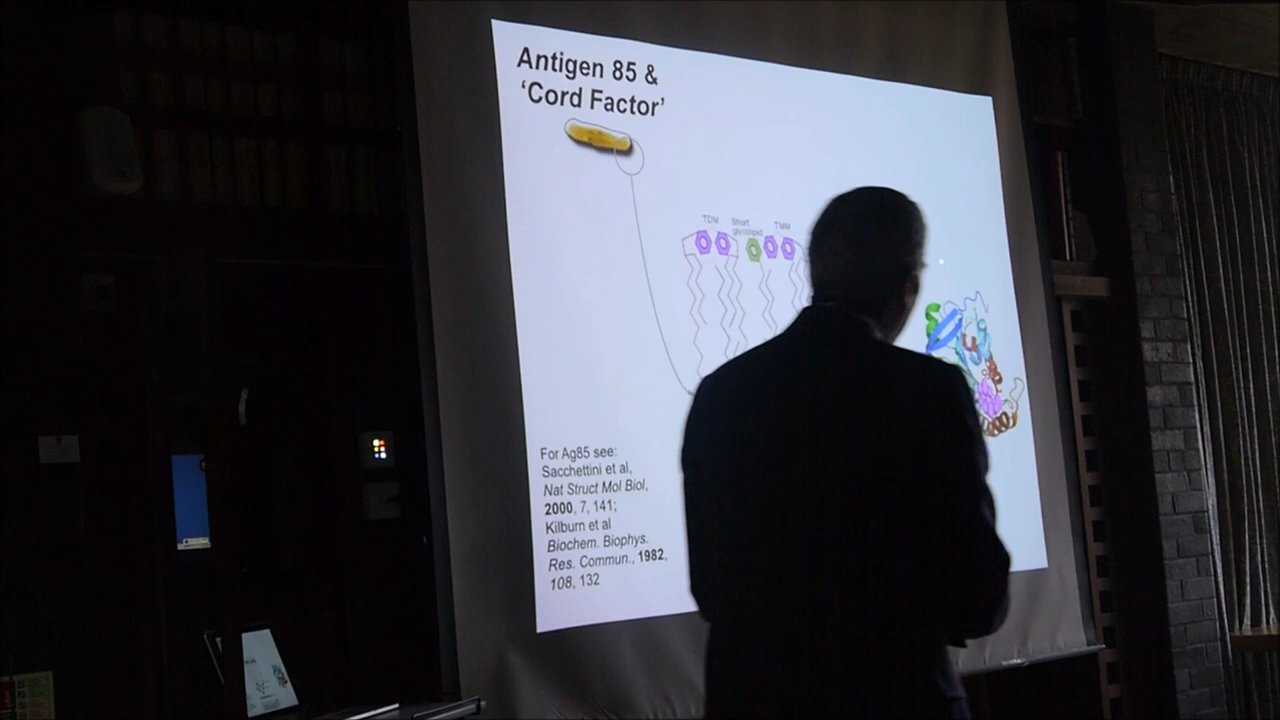 Antigen 85 &
‘Cord Factor’
TDM
Short
glycolipid
TMM
For Ag85 see:
Sacchettini et al,
Nat Struct Mol Biol,
2000, 7, 141;
Kilburn et al
Biochem. Biophys.
Res. Commun., 1982,
108, 132